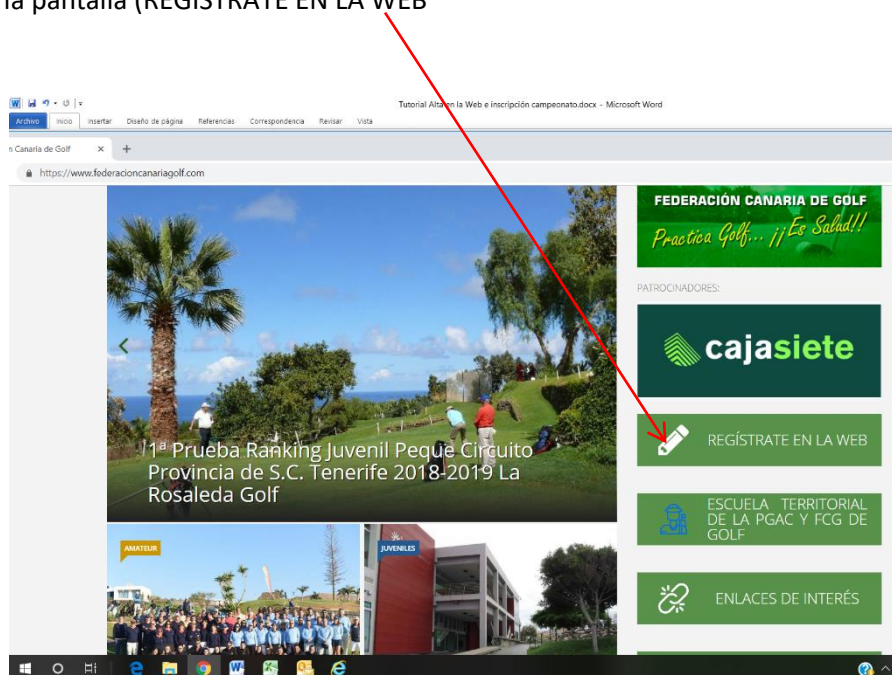 la pantalla (REGÍSTRATE EN LA WEB
Tutorial Alta en la Web e inscripción campeonato.docx - Microsoft Word
Archivo Inicio Insertar Diseño de página Referencias Correspondencia Revisar Vista
n Canaria de Golf × +
https://www.federacioncanariagolf.com
FEDERACIÓN CANARIA DE GOLF
Practica Golf... ¡¡Es Salud!!
PATROCINADORES:
cajasiete
REGÍSTRATE EN LA WEB
1ª Prueba Ranking Juvenil Peque Circuito
Provincia de S.C. Tenerife 2018-2019 La
Rosaleda Golf
ESCUELA TERRITORIAL
DE LA PGAC Y FCG DE
GOLF
AMATEUR
JUVENILES
ENLACES DE INTERÉS